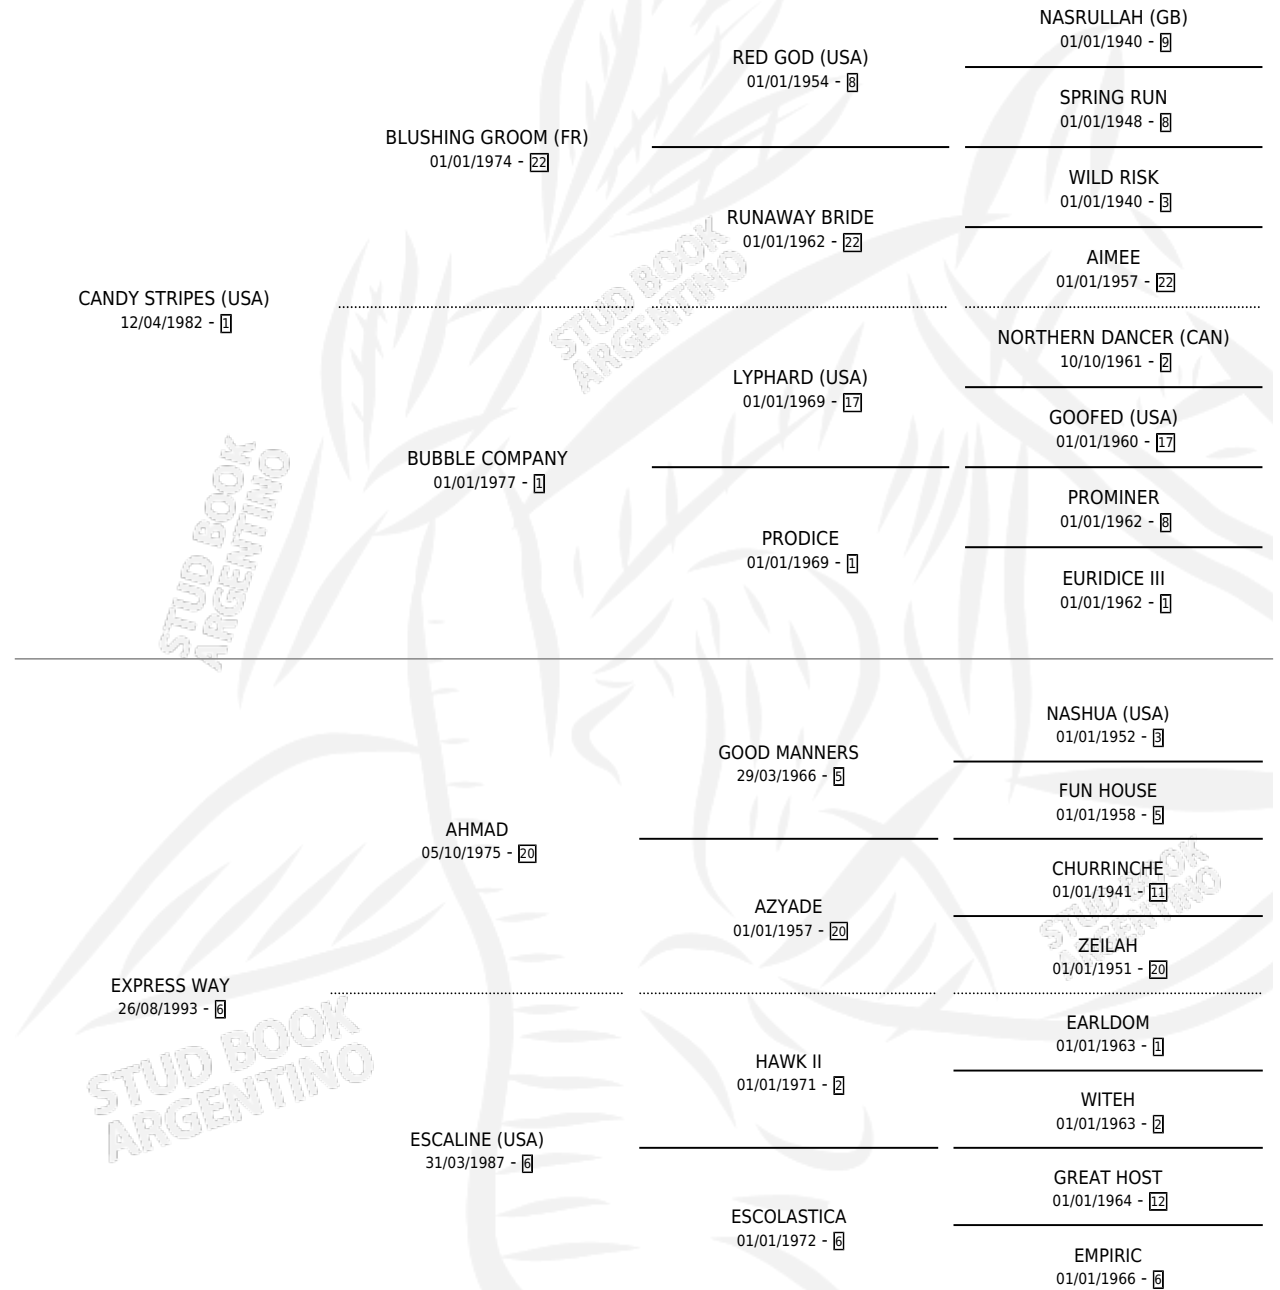 NASRULLAH (GB)
01/01/1940 - 9
RED GOD (USA)
01/01/1954 - 8
SPRING RUN
01/01/1948 - 8
BLUSHING GROOM (FR)
01/01/1974 - 22
WILD RISK
01/01/1940 - 3
RUNAWAY BRIDE
01/01/1962 - 22
AIMEE
01/01/1957 - 22
CANDY STRIPES (USA)
12/04/1982 - 1
STUD BOOK
ARGENTINO
NORTHERN DANCER (CAN)
10/10/1961 - 2
LYPHARD (USA)
01/01/1969 - 17
GOOFED (USA)
01/01/1960 - 17
BUBBLE COMPANY
01/01/1977 - 1
PROMINER
01/01/1962 - 8
PRODICE
01/01/1969 - 1
EURIDICE III
01/01/1962 - 1
STUD BOOK
ARGENTINO
NASHUA (USA)
01/01/1952 - 3
GOOD MANNERS
29/03/1966 - 5
FUN HOUSE
01/01/1958 - 5
AHMAD
05/10/1975 - 20
CHURRINCHE
01/01/1941 - 11
AZYADE
01/01/1957 - 20
ZEILAH
01/01/1951 - 20
STUD BOOK
ARGENTINO
EXPRESS WAY
26/08/1993 - 6
STUD BOOK
ARGENTINO
EARLDOM
01/01/1963 - 1
HAWK II
01/01/1971 - 2
WITEH
01/01/1963 - 2
ESCALINE (USA)
31/03/1987 - 6
GREAT HOST
01/01/1964 - 12
ESCOLASTICA
01/01/1972 - 6
EMPIRIC
01/01/1966 - 6